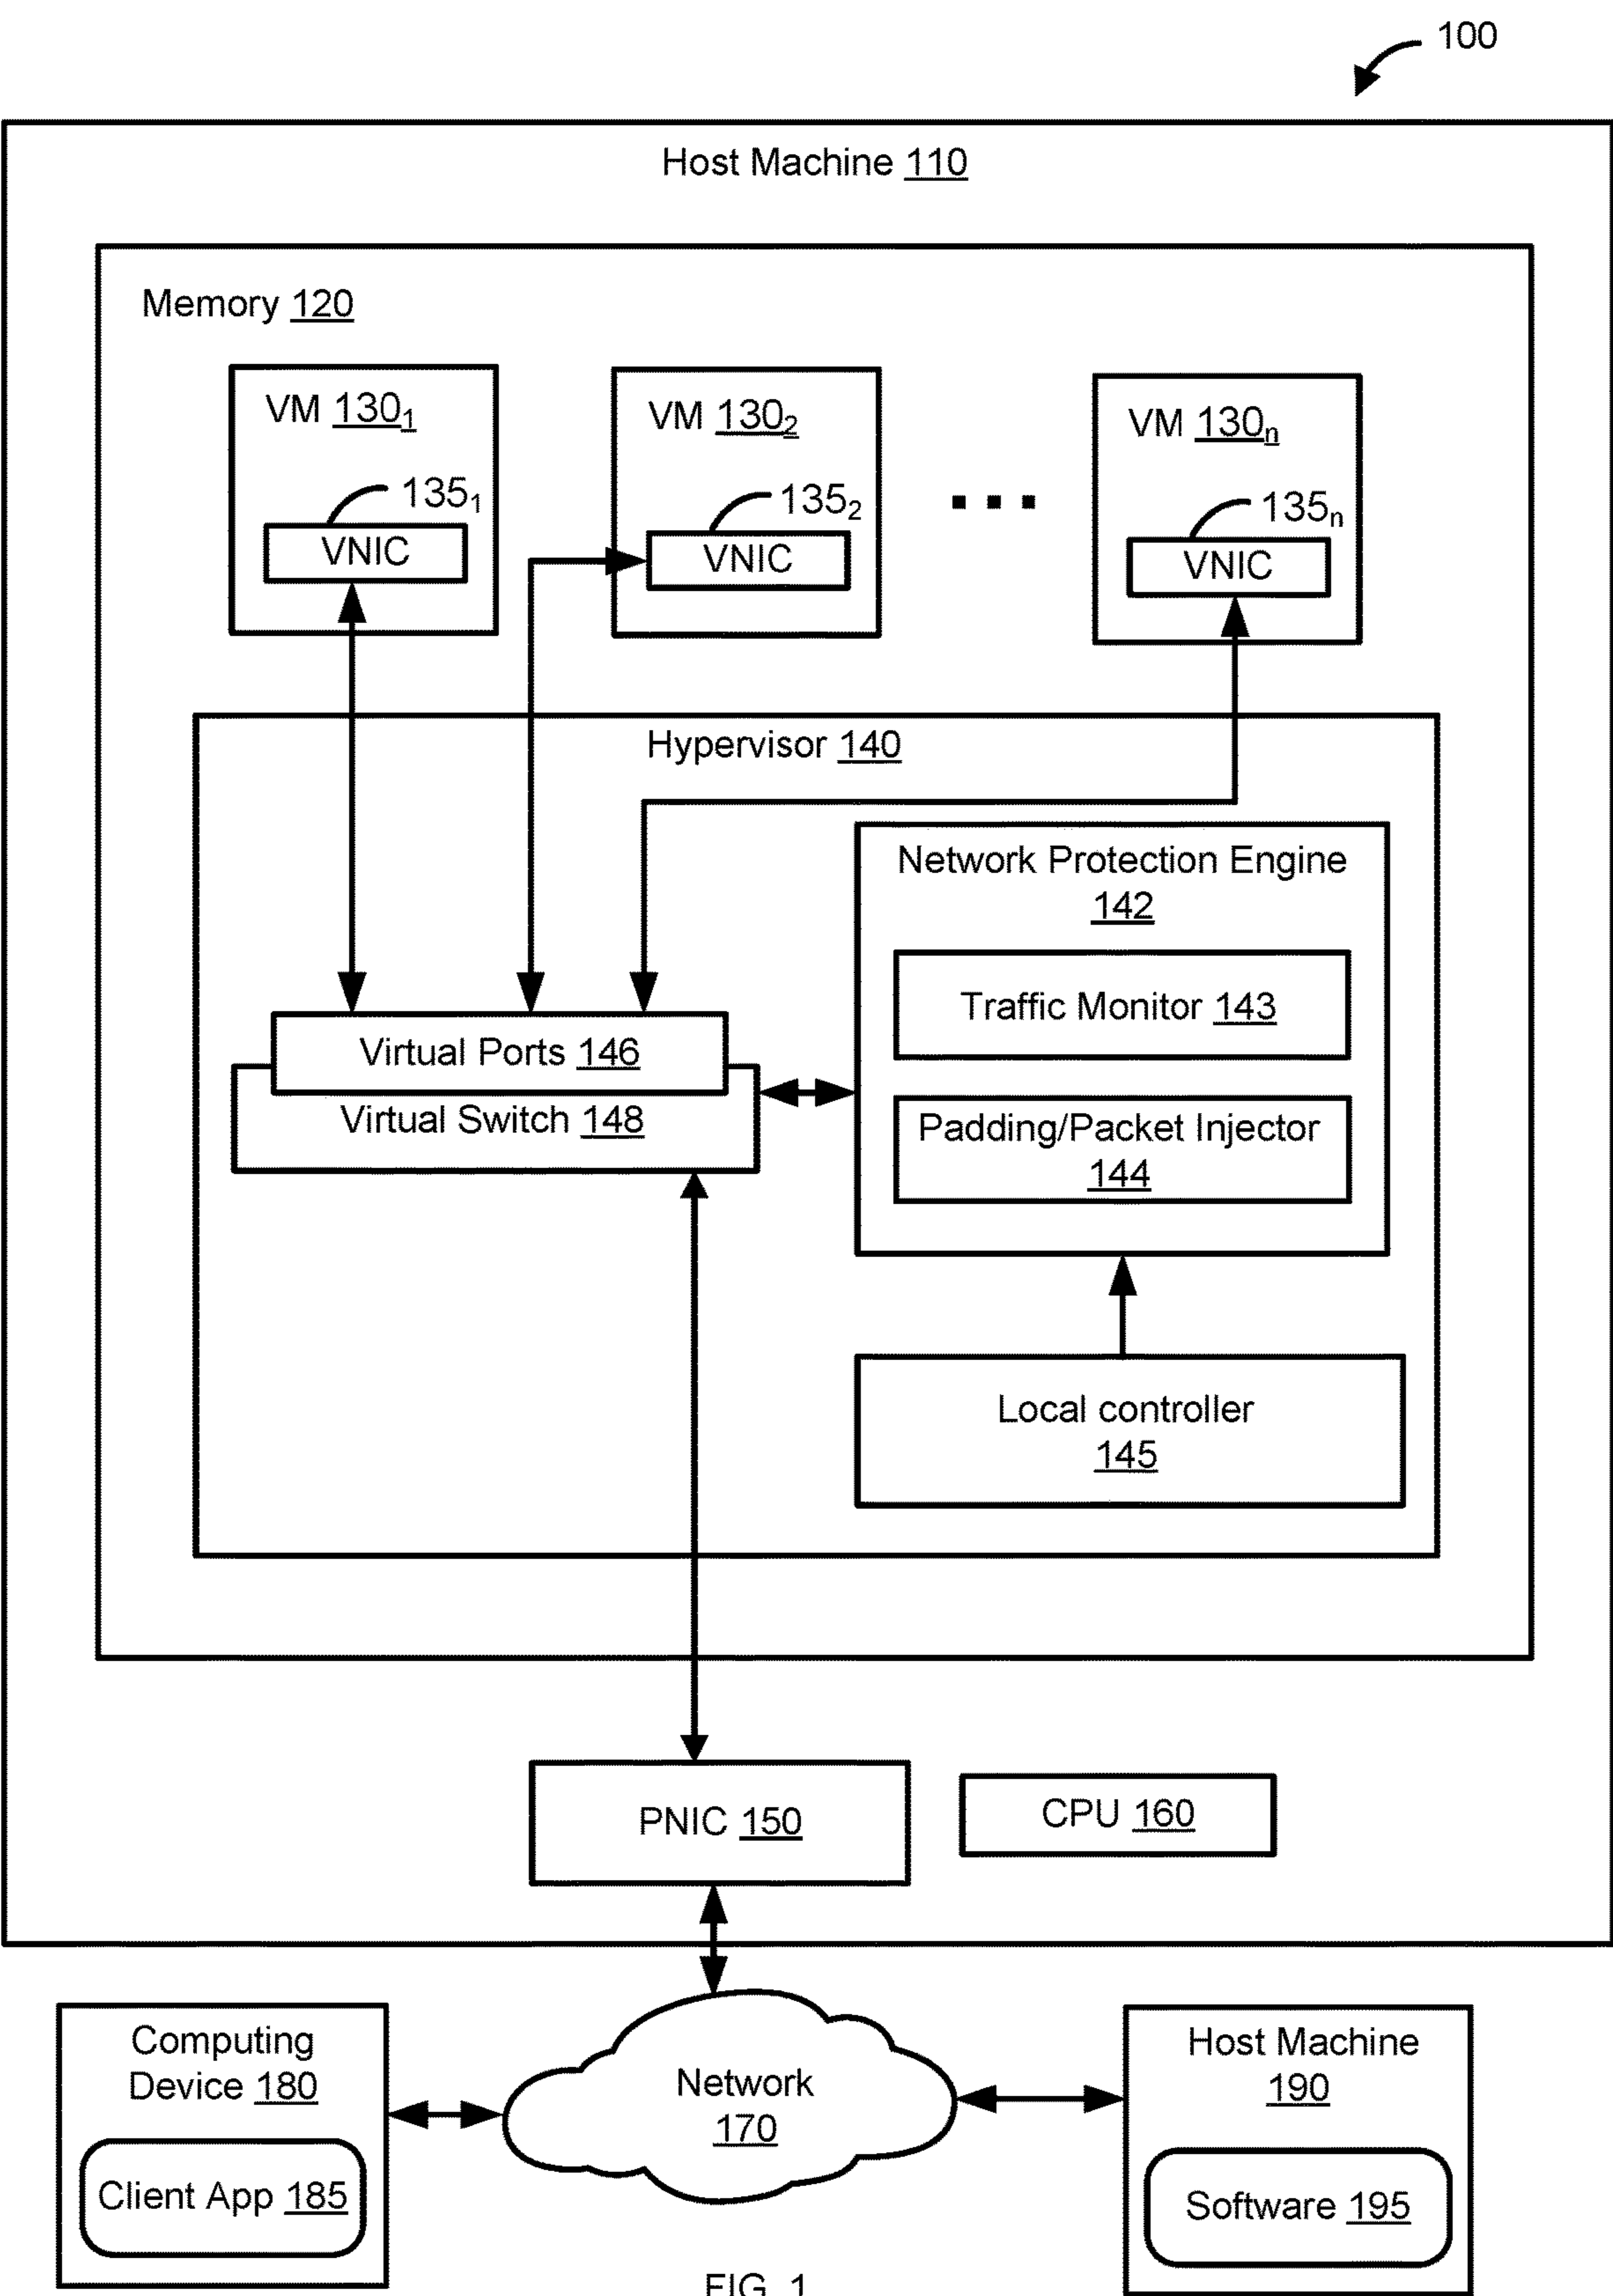 100
Host Machine 110
Memory 120
VM 130₁
VM 130₂
VM 130ₙ
135₁
135₂
135ₙ
VNIC
VNIC
VNIC
Hypervisor 140
Network Protection Engine
142
Traffic Monitor 143
Padding/Packet Injector
144
Virtual Ports 146
Virtual Switch 148
Local controller
145
PNIC 150
CPU 160
Computing
Device 180
Client App 185
Network
170
Host Machine
190
Software 195
FIG. 1